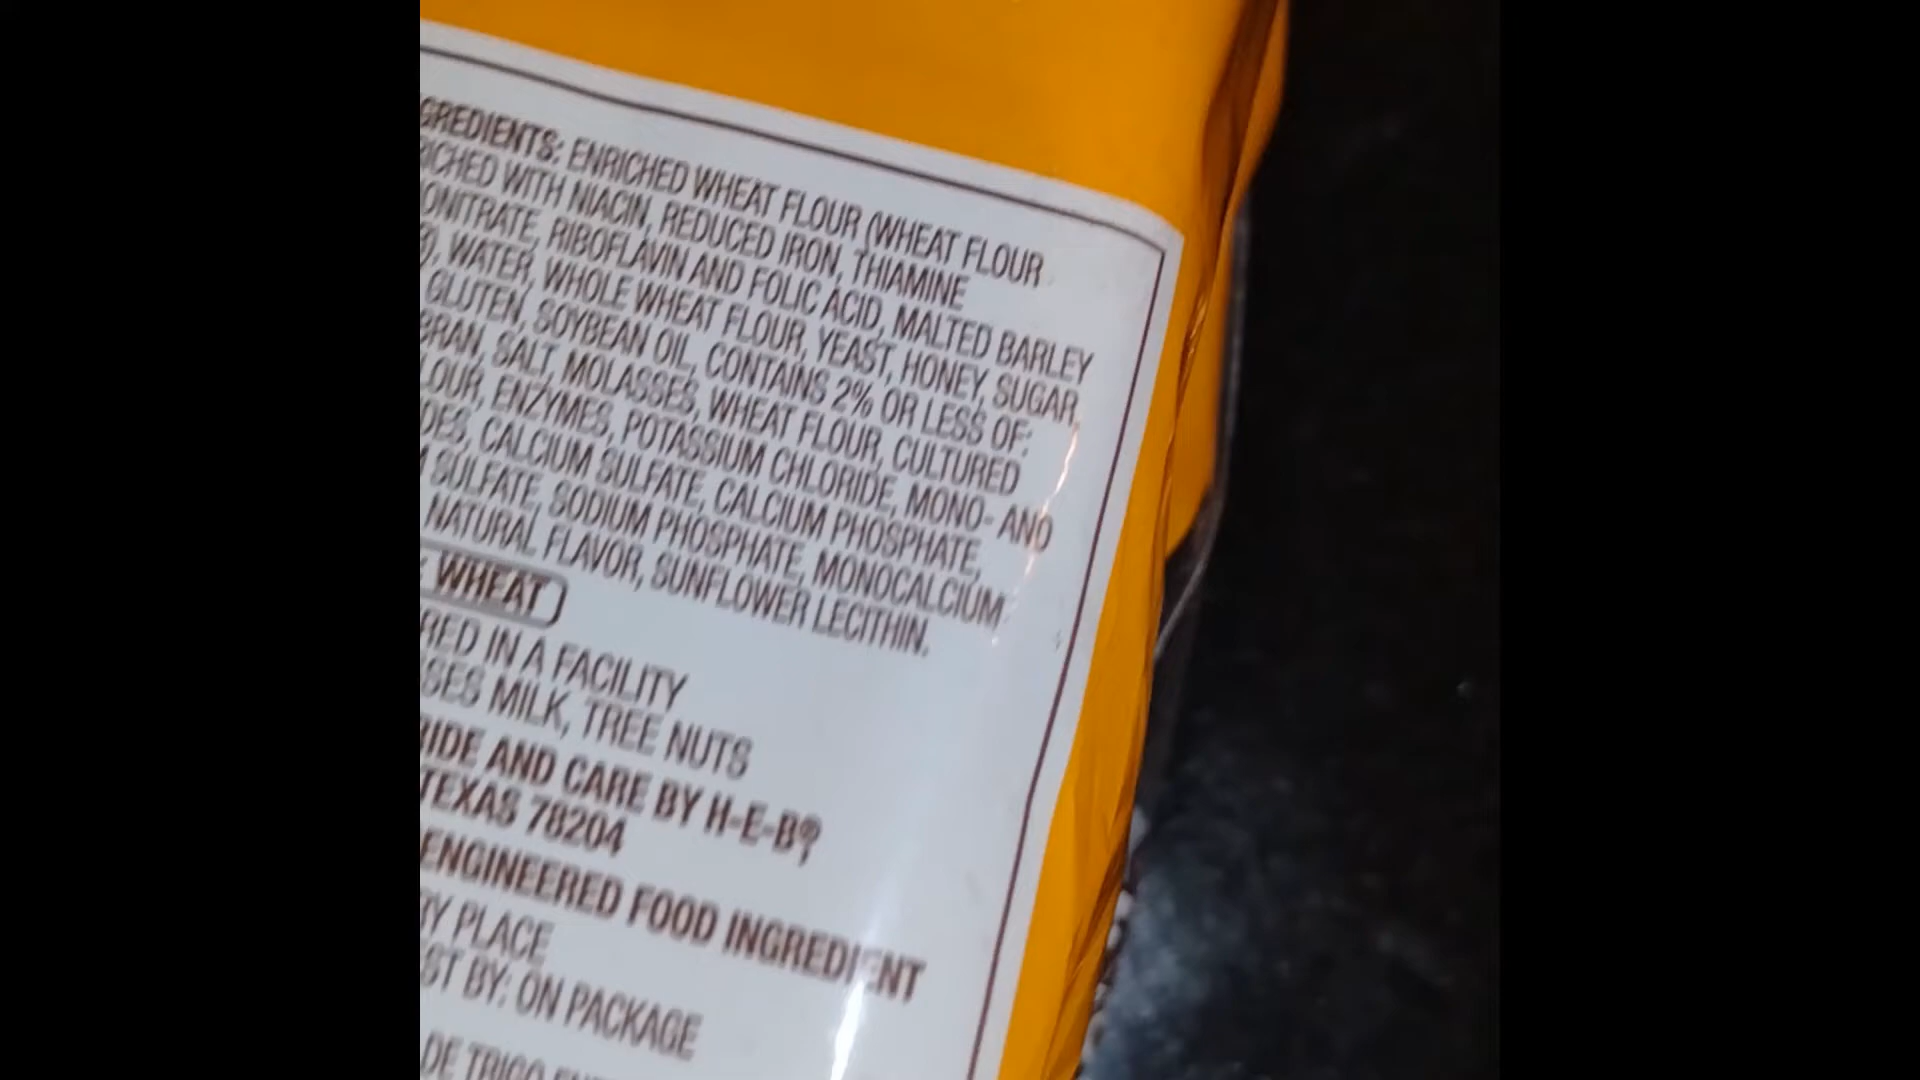 GREDIENTS: ENRICHED WHEAT FLOUR (WHEAT FLOUR
RICHED WITH NIACIN, REDUCED IRON, THIAMINE
ONITRATE, RIBOFLAVIN AND FOLIC ACID, MALTED BARLEY
WATER, WHOLE WHEAT FLOUR, YEAST, HONEY, SUGAR,
GLUTEN, SOYBEAN OIL, CONTAINS 2% OR LESS OF:
BRAN, SALT, MOLASSES, WHEAT FLOUR, CULTURED
LOUR, ENZYMES, POTASSIUM CHLORIDE, MONO- AND
DES, CALCIUM SULFATE, CALCIUM PHOSPHATE,
SULFATE, SODIUM PHOSPHATE, MONOCALCIUM
NATURAL FLAVOR, SUNFLOWER LECITHIN.
: WHEAT
RED IN A FACILITY
SES MILK, TREE NUTS
RIDE AND CARE BY H-E-B®,
TEXAS 78204
ENGINEERED FOOD INGREDIENT
RY PLACE
ST BY: ON PACKAGE
DE TRIGO